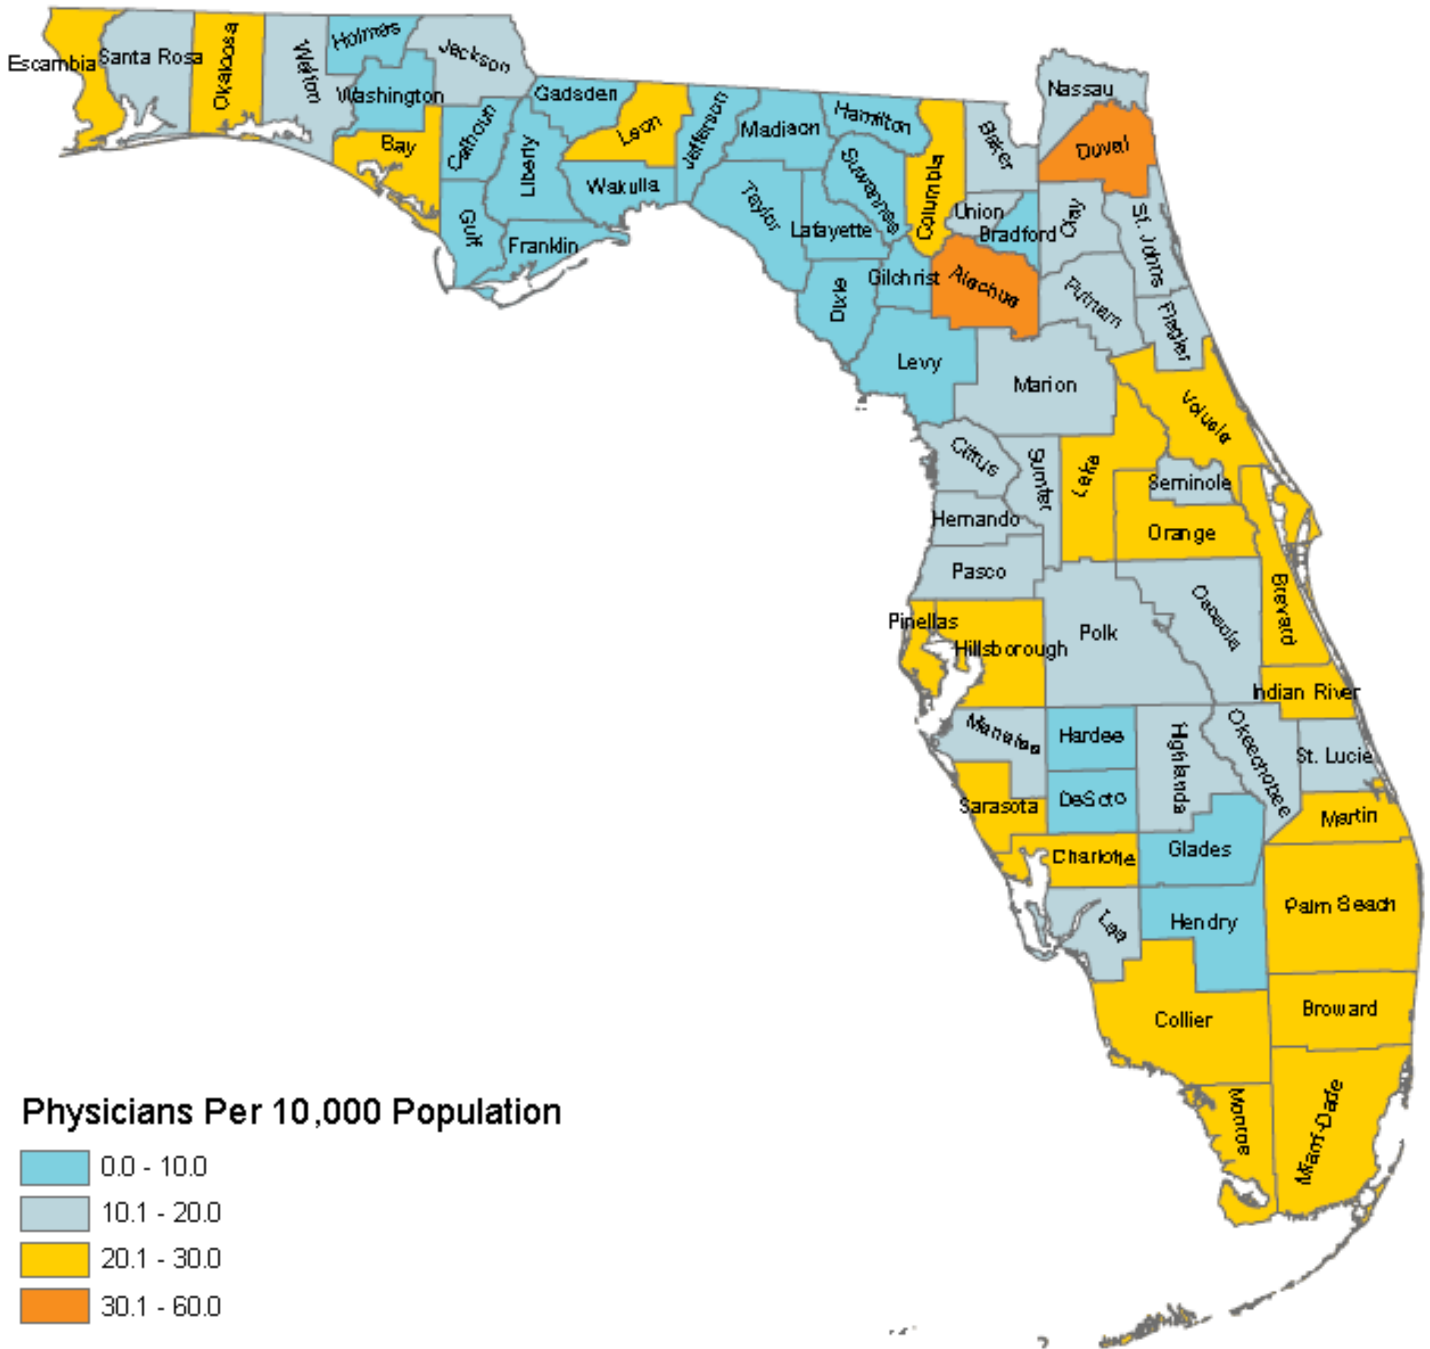 Escambia
Santa Rosa
Okaloosa
Walton
Holmes
Washington
Jackson
Bay
Calhoun
Gulf
Gadsden
Liberty
Franklin
Leon
Wakulla
Jefferson
Madison
Taylor
Hamilton
Suwannee
Lafayette
Dixie
Columbia
Gilchrist
Levy
Baker
Union
Bradford
Alachua
Nassau
Duval
Clay
St. Johns
Putnam
Flagler
Marion
Volusia
Citrus
Sumter
Lake
Seminole
Hernando
Orange
Pasco
Brevard
Pinellas
Hillsborough
Polk
Osceola
Indian River
Manatee
Hardee
Highlands
Okeechobee
St. Lucie
Sarasota
DeSoto
Martin
Charlotte
Glades
Lee
Hendry
Palm Beach
Collier
Broward
Monroe
Miami-Dade
Physicians Per 10,000 Population
0.0 - 10.0
10.1 - 20.0
20.1 - 30.0
30.1 - 60.0